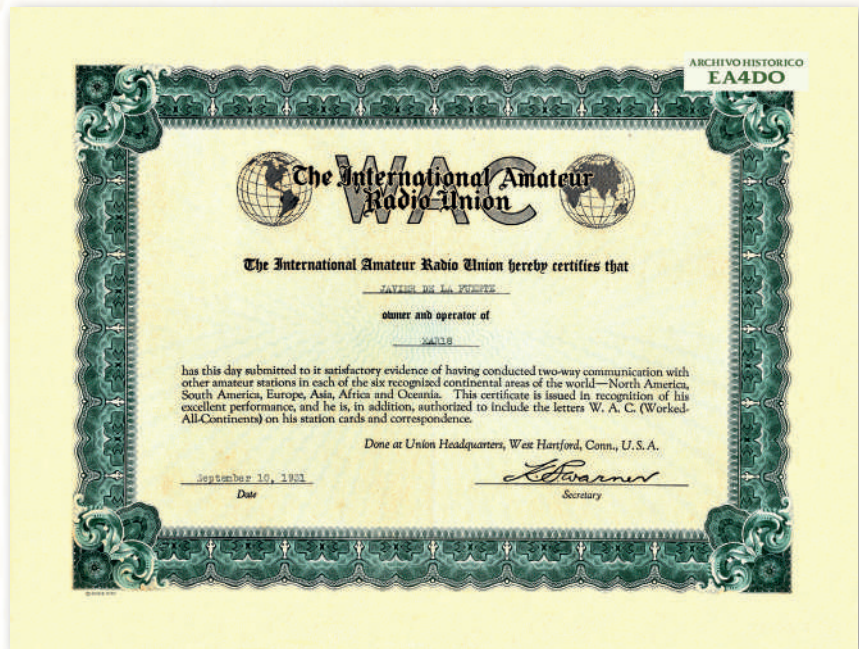 ARCHIVO HISTORICO
EA4DO
WAC
The International Amateur
Radio Union
The International Amateur Radio Union hereby certifies that
JAVIER DE LA FUENTE
owner and operator of
EAR18
has this day submitted to it satisfactory evidence of having conducted two-way communication with
other amateur stations in each of the six recognized continental areas of the world—North America,
South America, Europe, Asia, Africa and Oceania. This certificate is issued in recognition of his
excellent performance, and he is, in addition, authorized to include the letters W. A. C. (Worked-
All-Continents) on his station cards and correspondence.
Done at Union Headquarters, West Hartford, Conn., U. S. A.
September 10, 1931
Date
Secretary